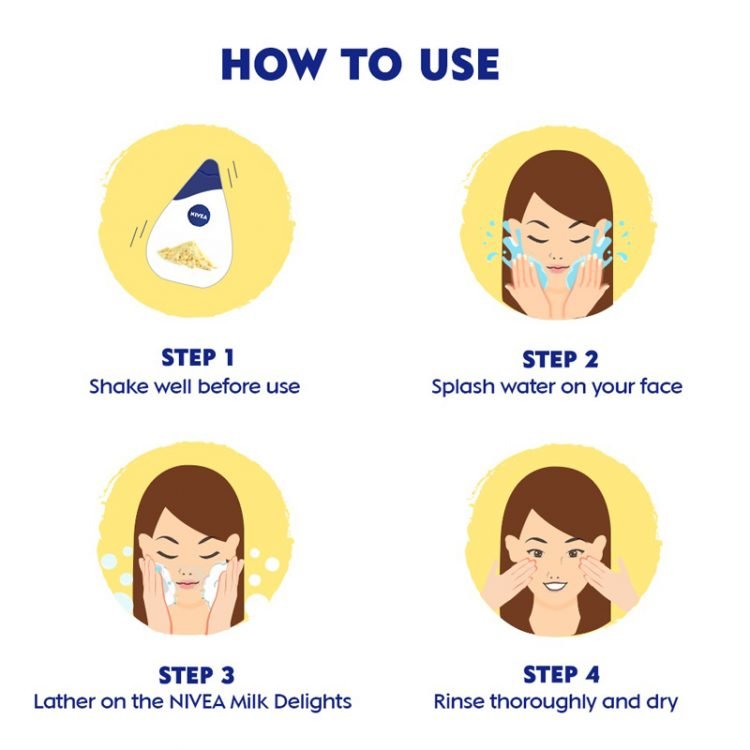 HOW TO USE
NIVEA
STEP 1
Shake well before use
STEP 2
Splash water on your face
STEP 3
Lather on the NIVEA Milk Delights
STEP 4
Rinse thoroughly and dry